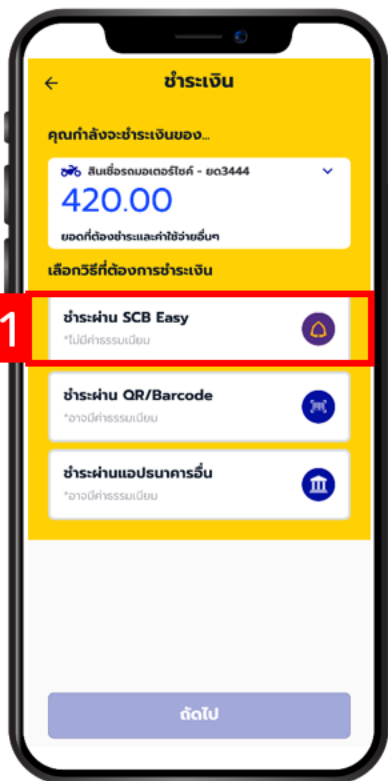 ชำระเงิน
คุณกำลังจะชำระเงินของ...
สินเชื่อรถมอเตอร์ไซค์ - ยด3444
420.00
ยอดที่ต้องชำระและค่าใช้จ่ายอื่นๆ
เลือกวิธีที่ต้องการชำระเงิน
1
ชำระผ่าน SCB Easy
*ไม่มีค่าธรรมเนียม
ชำระผ่าน QR/Barcode
*อาจมีค่าธรรมเนียม
ชำระผ่านแอปธนาคารอื่น
*อาจมีค่าธรรมเนียม
ถัดไป